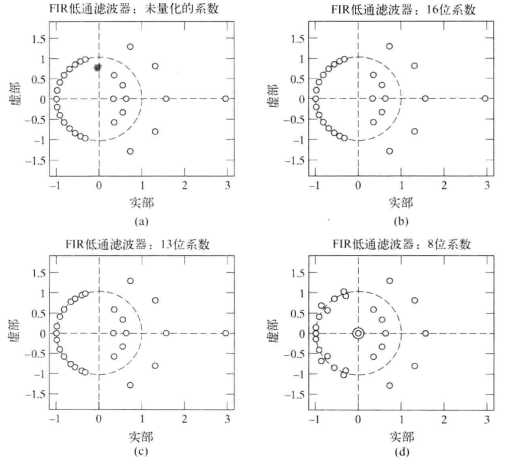 FIR低通滤波器：未量化的系数
1.5
1
0.5
0
-0.5
-1
-1.5
虚部
-1 0 1 2 3
实部
(a)
FIR低通滤波器：16位系数
1.5
1
0.5
0
-0.5
-1
-1.5
虚部
-1 0 1 2 3
实部
(b)
FIR低通滤波器：13位系数
1.5
1
0.5
0
-0.5
-1
-1.5
虚部
-1 0 1 2 3
实部
(c)
FIR低通滤波器：8位系数
1.5
1
0.5
0
-0.5
-1
-1.5
虚部
-1 0 1 2 3
实部
(d)